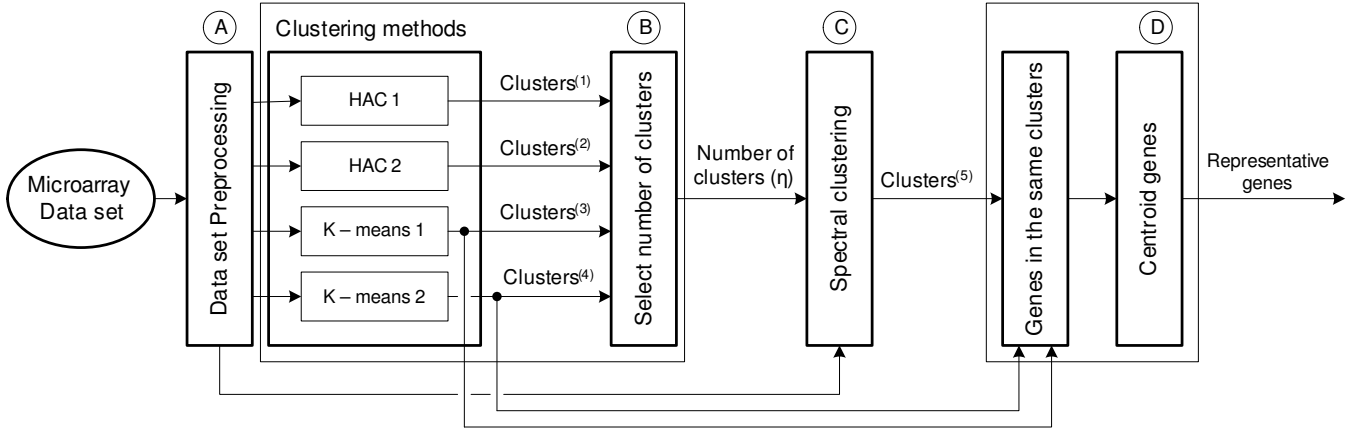 A
B
C
D
Clustering methods
Microarray
Data set
Data set Preprocessing
HAC 1
HAC 2
K – means 1
K – means 2
Clusters(1)
Clusters(2)
Clusters(3)
Clusters(4)
Select number of clusters
Number of
clusters (η)
Spectral clustering
Clusters(5)
Genes in the same clusters
Centroid genes
Representative
genes